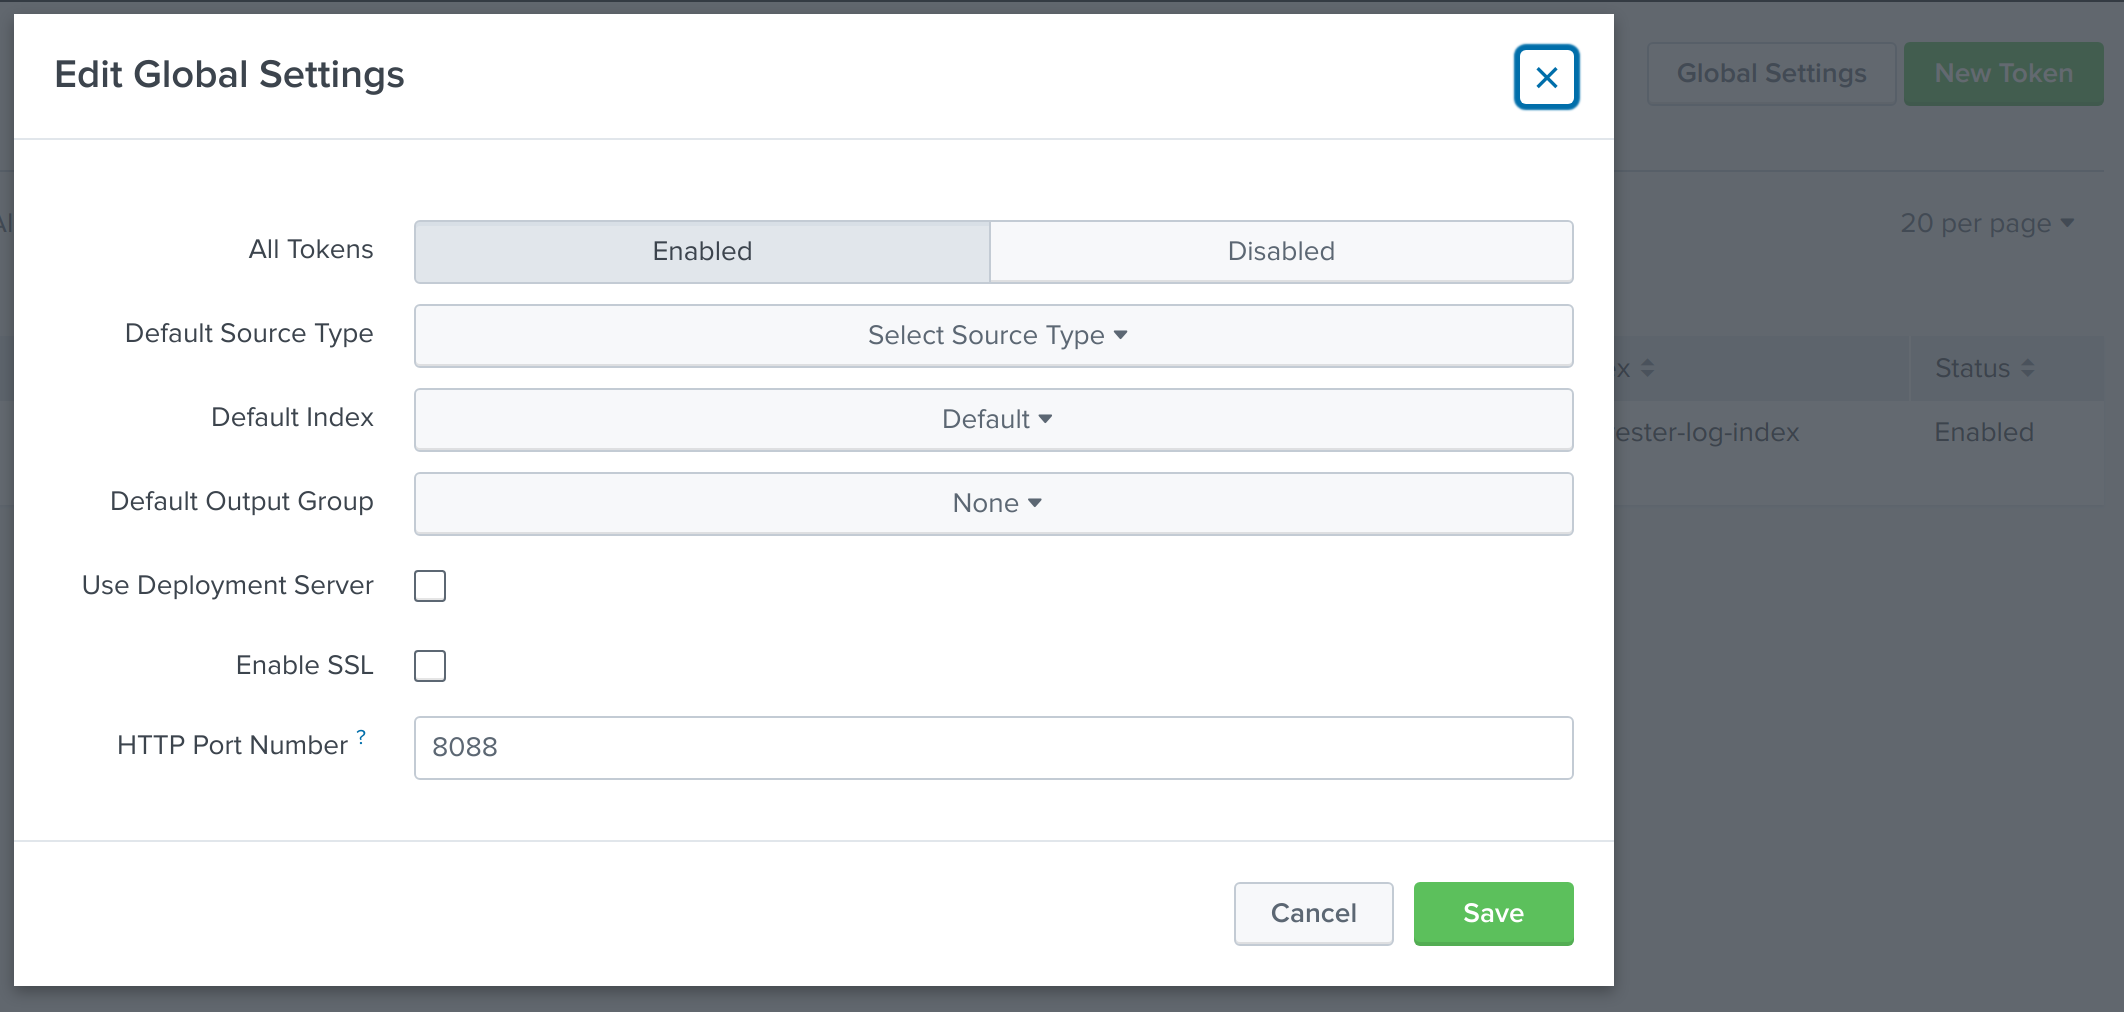 Edit Global Settings
Global Settings
New Token
20 per page
All Tokens
Enabled
Disabled
Default Source Type
Select Source Type
Default Index
Default
Default Output Group
None
Status
ester-log-index
Enabled
Use Deployment Server
Enable SSL
HTTP Port Number ?
8088
Cancel
Save